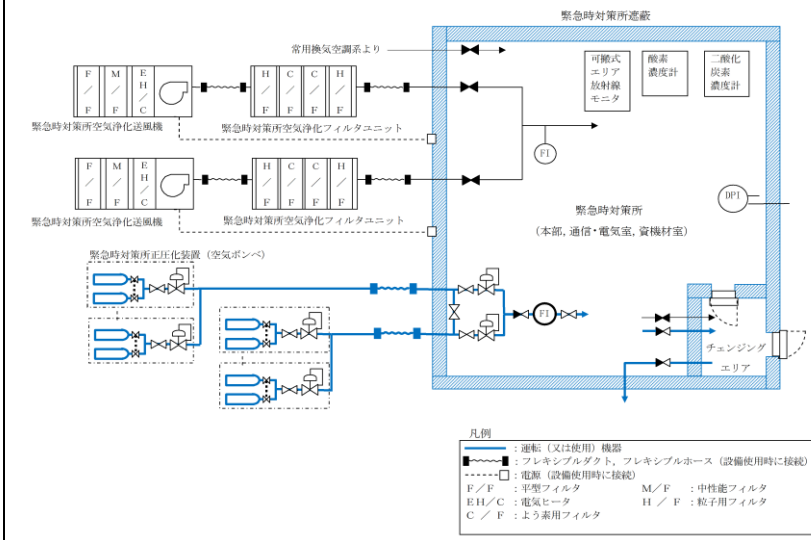 緊急時対策所遮蔽
常用換気空調系より
可搬式
エリア
放射線
モニタ
酸素
濃度計
二酸化
炭素
濃度計
F/F
M/F
EH/C
H/F
C/F
C/F
H/F
緊急時対策所空気浄化送風機
緊急時対策所空気浄化フィルタユニット
FI
F/F
M/F
EH/C
H/F
C/F
C/F
H/F
緊急時対策所空気浄化送風機
緊急時対策所空気浄化フィルタユニット
DPI
緊急時対策所
(本部, 通信・電気室, 資機材室)
緊急時対策所正圧化装置(空気ボンベ)
FI
チェンジング
エリア
凡例
:運転(又は使用)機器
:フレキシブルダクト, フレキシブルホース(設備使用時に接続)
:電源(設備使用時に接続)
F/F :平型フィルタ M/F :中性能フィルタ
EH/C :電気ヒータ H/F :粒子用フィルタ
C/F :よう素用フィルタ